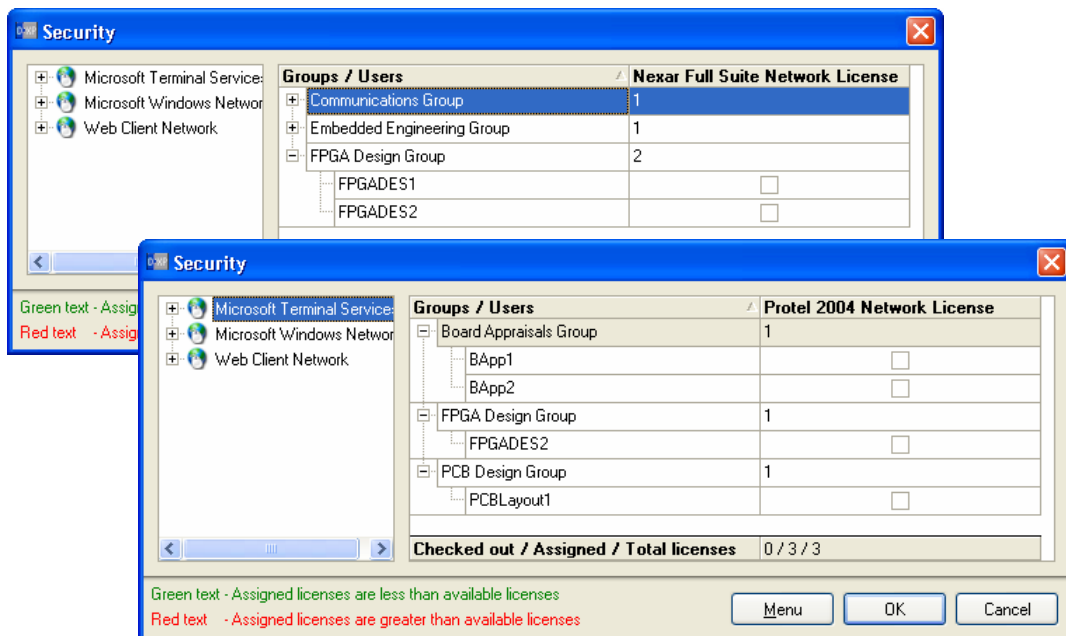 Security
Microsoft Terminal Service
Microsoft Windows Networ
Web Client Network
Groups / Users Nexar Full Suite Network License
Communications Group 1
Embedded Engineering Group 1
FPGA Design Group 2
FPGADES1
FPGADES2
Green text - Assig
Red text - Assig
Security
Microsoft Terminal Service
Microsoft Windows Networ
Web Client Network
Groups / Users Protel 2004 Network License
Board Appraisals Group 1
BApp1
BApp2
FPGA Design Group 1
FPGADES2
PCB Design Group 1
PCBLayout1
Checked out / Assigned / Total licenses 0 / 3 / 3
Green text - Assigned licenses are less than available licenses
Red text - Assigned licenses are greater than available licenses
Menu OK Cancel